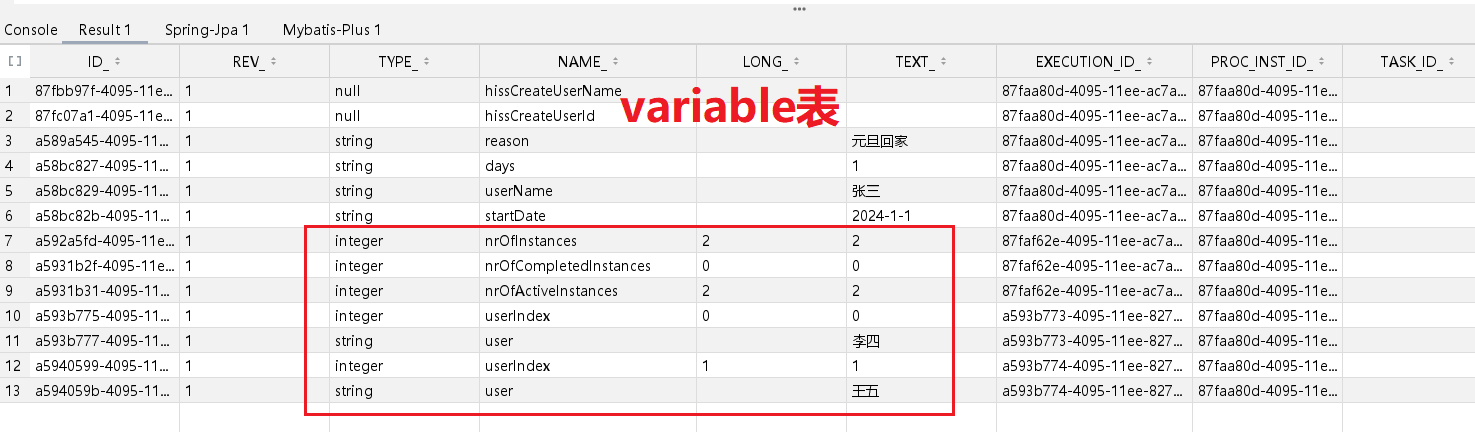 Console Result 1 Spring-Jpa 1 Mybatis-Plus 1
ID_ REV_ TYPE_ NAME_ LONG_ TEXT_ EXECUTION_ID_ PROC_INST_ID_ TASK_ID_
1 87fbb97f-4095-11e... 1 null hissCreateUserName 87faa80d-4095-11ee-ac7a... 87faa80d-4095-11e...
variable表
2 87fc07a1-4095-11e... 1 null hissCreateUserId 87faa80d-4095-11ee-ac7a... 87faa80d-4095-11e...
3 a589a545-4095-11... 1 string reason 元旦回家 87faa80d-4095-11ee-ac7a... 87faa80d-4095-11e...
4 a58bc827-4095-11... 1 string days 1 87faa80d-4095-11ee-ac7a... 87faa80d-4095-11e...
5 a58bc829-4095-11... 1 string userName 张三 87faa80d-4095-11ee-ac7a... 87faa80d-4095-11e...
6 a58bc82b-4095-11... 1 string startDate 2024-1-1 87faa80d-4095-11ee-ac7a... 87faa80d-4095-11e...
7 a592a5fd-4095-11e... 1 integer nrOfInstances 2 2 87faf62e-4095-11ee-ac7a... 87faa80d-4095-11e...
8 a5931b2f-4095-11e... 1 integer nrOfCompletedInstances 0 0 87faf62e-4095-11ee-ac7a... 87faa80d-4095-11e...
9 a5931b31-4095-11e... 1 integer nrOfActiveInstances 2 2 87faf62e-4095-11ee-ac7a... 87faa80d-4095-11e...
10 a593b775-4095-11... 1 integer userIndex 0 0 a593b773-4095-11ee-827... 87faa80d-4095-11e...
11 a593b777-4095-11... 1 string user 李四 a593b773-4095-11ee-827... 87faa80d-4095-11e...
12 a5940599-4095-11... 1 integer userIndex 1 1 a593b774-4095-11ee-827... 87faa80d-4095-11e...
13 a594059b-4095-11... 1 string user 王五 a593b774-4095-11ee-827... 87faa80d-4095-11e...